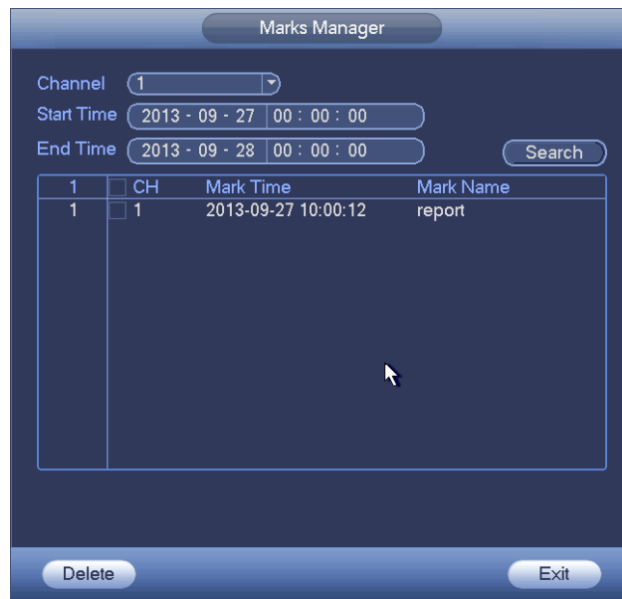 Marks Manager
Channel 1
Start Time 2013 - 09 - 27 00 : 00 : 00
End Time 2013 - 09 - 28 00 : 00 : 00
Search
1 CH Mark Time Mark Name
1 1 2013-09-27 10:00:12 report
Delete Exit